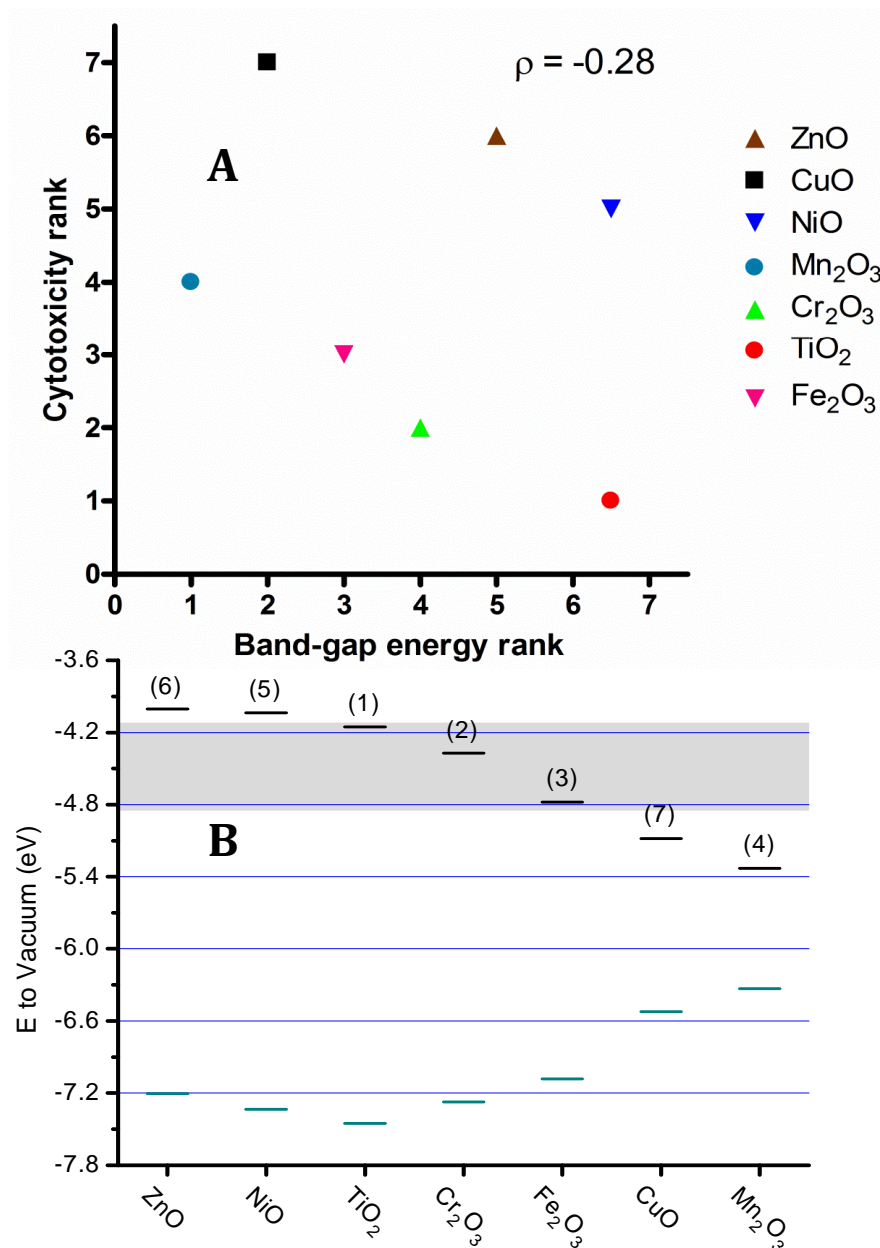 7
6
5
4
3
2
1
0
Cytotoxicity rank
A
ρ = -0.28
ZnO
CuO
NiO
Mn₂O₃
Cr₂O₃
TiO₂
Fe₂O₃
0 1 2 3 4 5 6 7
Band-gap energy rank
-3.6
-4.2
-4.8
-5.4
-6.0
-6.6
-7.2
-7.8
E to Vacuum (eV)
(6) (5) (1) (2) (3) (7) (4)
B
ZnO NiO TiO₂ Cr₂O₃ Fe₂O₃ CuO Mn₂O₃